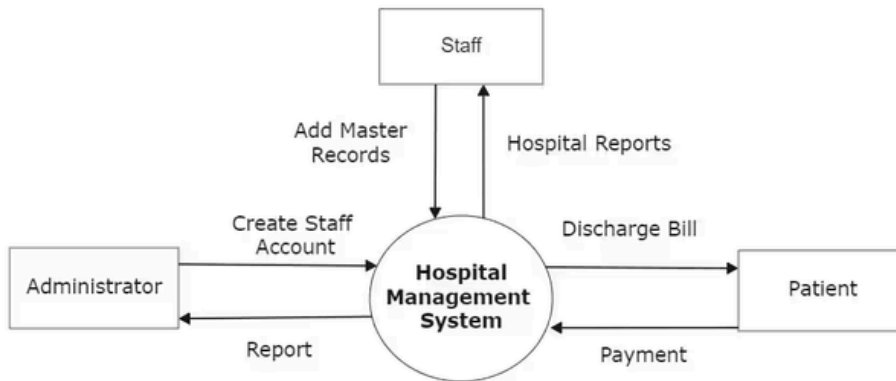 Staff
Add Master
Records
Hospital Reports
Create Staff
Account
Discharge Bill
Administrator
Hospital
Management
System
Patient
Report
Payment